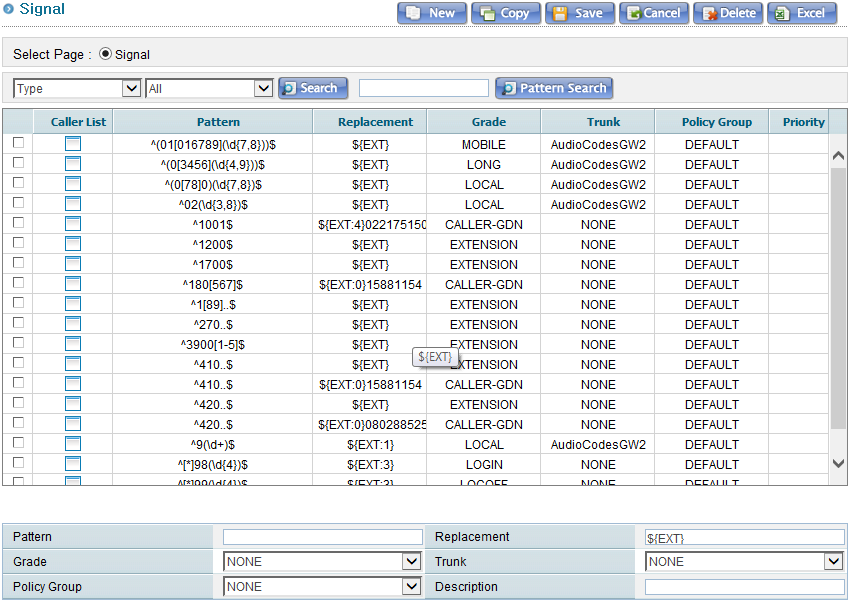 Signal
New Copy Save Cancel Delete Excel
Select Page : Signal
Type All Search Pattern Search
Caller List Pattern Replacement Grade Trunk Policy Group Priority
^(01[016789](\d{7,8}))$ ${EXT} MOBILE AudioCodesGW2 DEFAULT
^(0[3456](\d{4,9}))$ ${EXT} LONG AudioCodesGW2 DEFAULT
^(0[78]0)(\d{7,8})$ ${EXT} LOCAL AudioCodesGW2 DEFAULT
^02(\d{3,8})$ ${EXT} LOCAL AudioCodesGW2 DEFAULT
^1001$ ${EXT:4}022175150 CALLER-GDN NONE DEFAULT
^1200$ ${EXT} EXTENSION NONE DEFAULT
^1700$ ${EXT} EXTENSION NONE DEFAULT
^180[567]$ ${EXT:0}15881154 CALLER-GDN NONE DEFAULT
^1[89]..$ ${EXT} EXTENSION NONE DEFAULT
^270..$ ${EXT} EXTENSION NONE DEFAULT
^3900[1-5]$ ${EXT} EXTENSION NONE DEFAULT
${EXT}
^410..$ ${EXT} EXTENSION NONE DEFAULT
^410..$ ${EXT:0}15881154 CALLER-GDN NONE DEFAULT
^420..$ ${EXT} EXTENSION NONE DEFAULT
^420..$ ${EXT:0}080288525 CALLER-GDN NONE DEFAULT
^9(\d+)$ ${EXT:1} LOCAL AudioCodesGW2 DEFAULT
^[*]98(\d{4})$ ${EXT:3} LOGIN NONE DEFAULT
^[*]99(\d{4})$ ${EXT:3} LOGOFF NONE DEFAULT
Pattern Replacement ${EXT}
Grade NONE Trunk NONE
Policy Group NONE Description